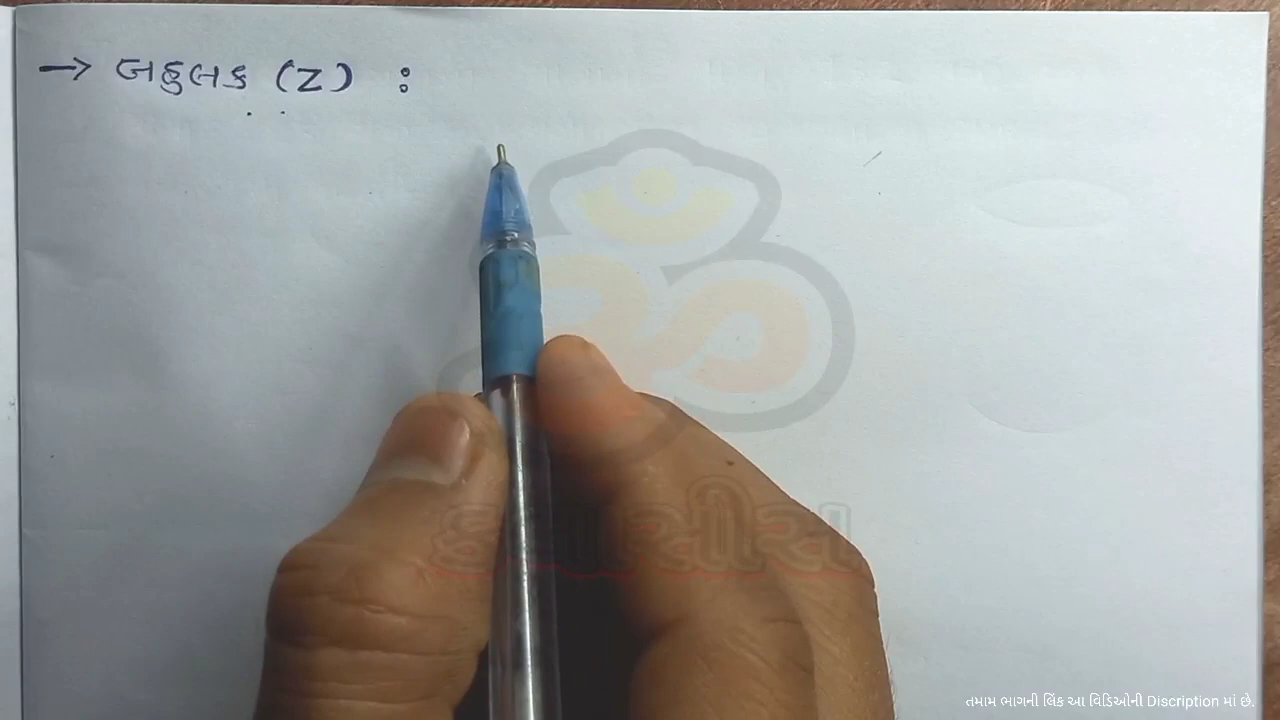 → બહુલક (Z) :
તમામ ભાગની લિંક આ વિડિઓની Discription માં છે.